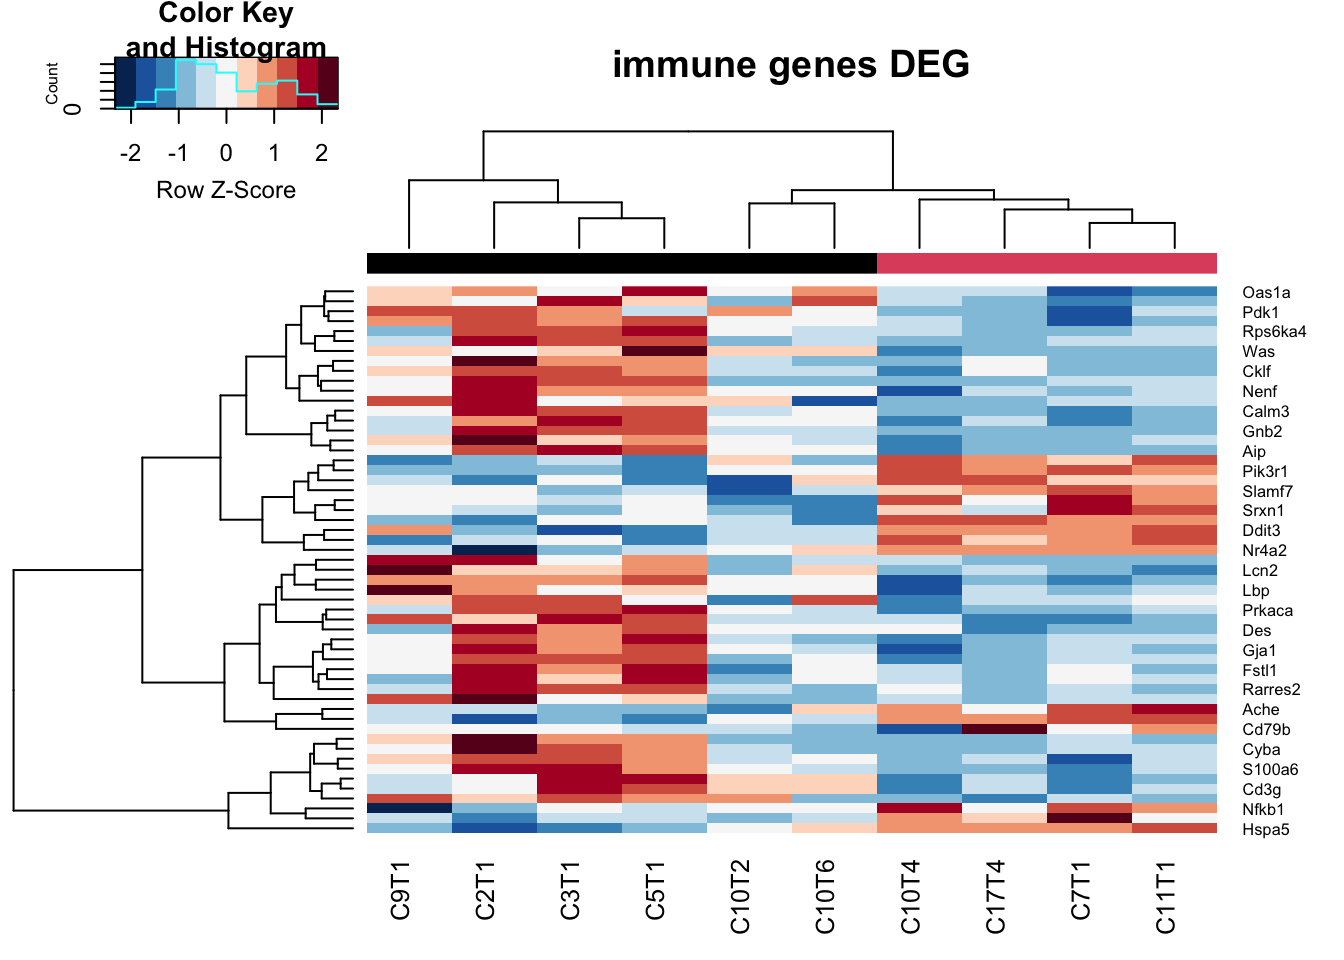 Color Key
and Histogram
Count
0
-2 -1 0 1 2
Row Z-Score
immune genes DEG
Oas1a
Pdk1
Rps6ka4
Was
Cklf
Nenf
Calm3
Gnb2
Aip
Pik3r1
Slamf7
Srxn1
Ddit3
Nr4a2
Lcn2
Lbp
Prkaca
Des
Gja1
Fstl1
Rarres2
Ache
Cd79b
Cyba
S100a6
Cd3g
Nfkb1
Hspa5
C9T1 C2T1 C3T1 C5T1 C10T2 C10T6 C10T4 C17T4 C7T1 C11T1